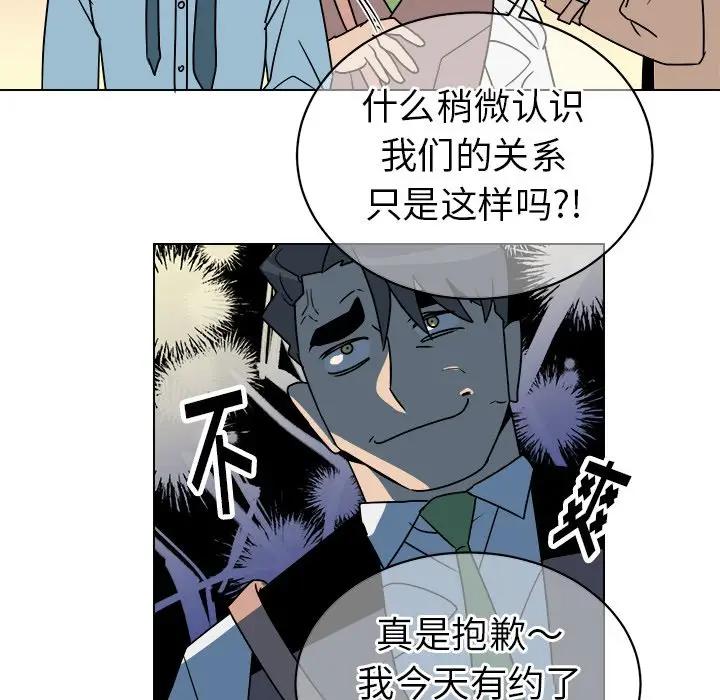 什么稍微认识
我们的关系
只是这样吗?!
不
爽
真是抱歉～
我今天有约了